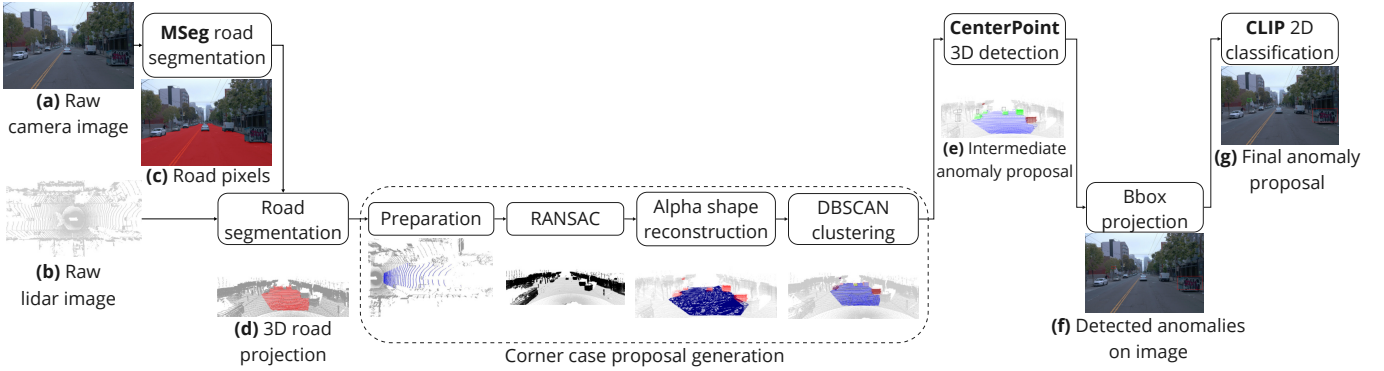 MSeg road
segmentation
(a) Raw
camera image
(c) Road pixels
(b) Raw
lidar image
Road
segmentation
(d) 3D road
projection
Preparation
RANSAC
Alpha shape
reconstruction
DBSCAN
clustering
Corner case proposal generation
CenterPoint
3D detection
(e) Intermediate
anomaly proposal
Bbox
projection
(f) Detected anomalies
on image
CLIP 2D
classification
(g) Final anomaly
proposal